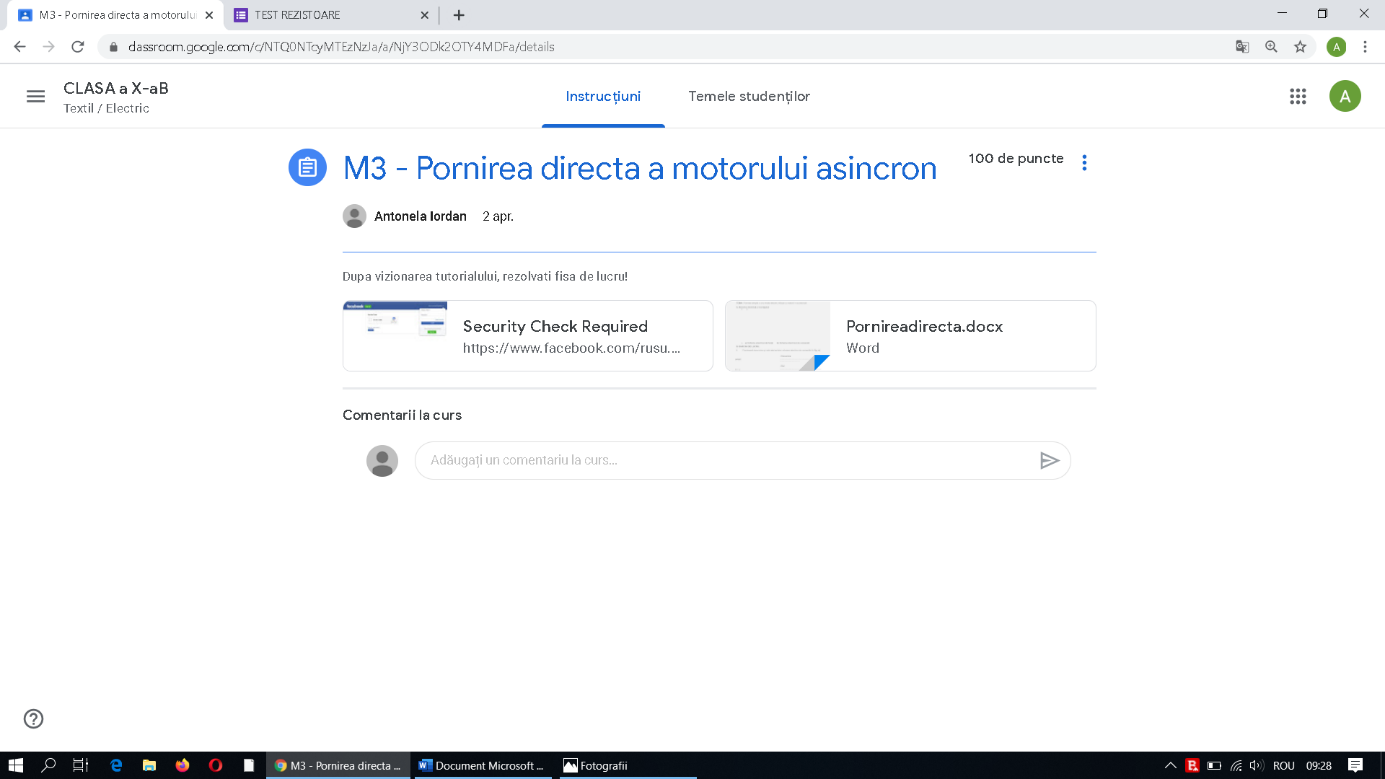 M3 - Pornirea directa a motorului
TEST REZISTOARE
classroom.google.com/c/NTQ0NTcyMTEzNzJa/a/NjY3ODk2OTY4MDFa/details
A
CLASA a X-aB
Textil / Electric
Instrucțiuni
Temele studenților
A
M3 - Pornirea directa a motorului asincron
100 de puncte
Antonela Iordan 2 apr.
Dupa vizionarea tutorialului, rezolvati fisa de lucru!
Security Check Required
https://www.facebook.com/rusu....
Pornireadirecta.docx
Word
Comentarii la curs
Adăugați un comentariu la curs...
M3 - Pornirea directa ...
Document Microsoft ...
Fotografii
ROU
09:28